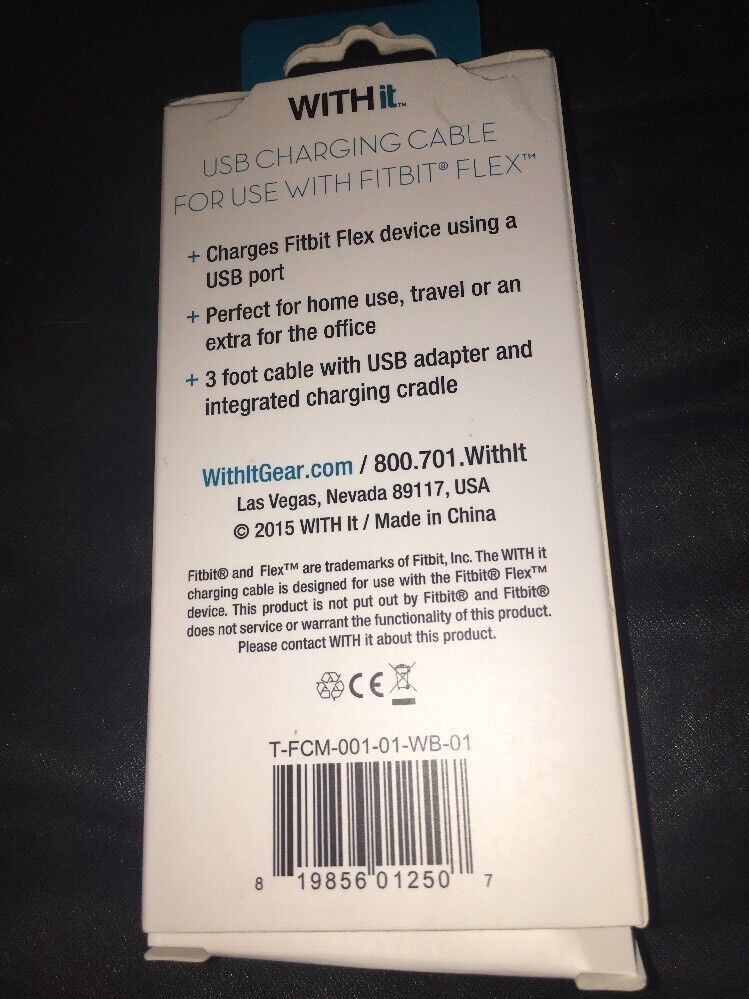 WITHit™
USB CHARGING CABLE
FOR USE WITH FITBIT® FLEX™
+ Charges Fitbit Flex device using a
USB port
+ Perfect for home use, travel or an
extra for the office
+ 3 foot cable with USB adapter and
integrated charging cradle
WithItGear.com / 800.701.WithIt
Las Vegas, Nevada 89117, USA
© 2015 WITH It / Made in China
Fitbit® and Flex™ are trademarks of Fitbit, Inc. The WITH it
charging cable is designed for use with the Fitbit® Flex™
device. This product is not put out by Fitbit® and Fitbit®
does not service or warrant the functionality of this product.
Please contact WITH it about this product.
CE
T-FCM-001-01-WB-01
8 19856 01250 7